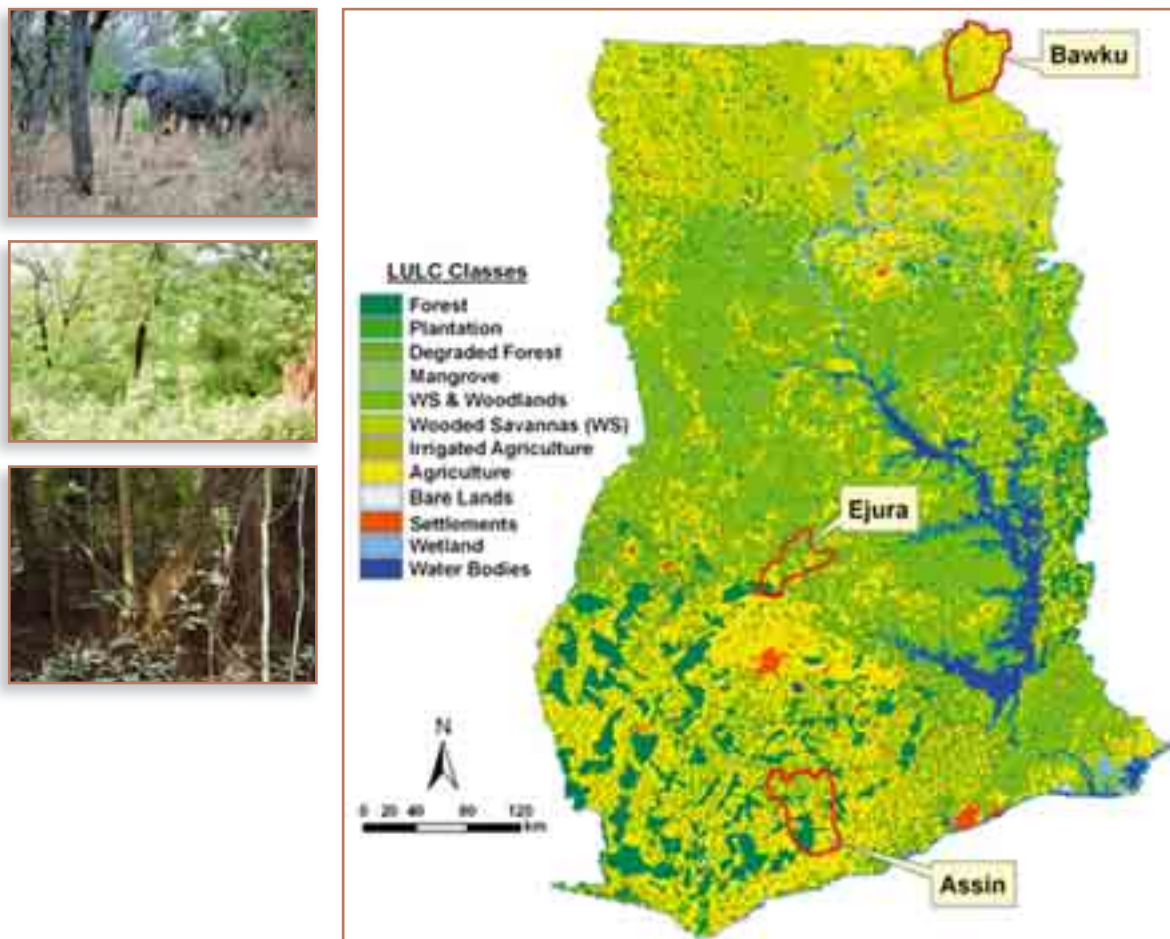 Bawku
LULC Classes
Forest
Plantation
Degraded Forest
Mangrove
WS & Woodlands
Wooded Savannas (WS)
Irrigated Agriculture
Agriculture
Bare Lands
Settlements
Wetland
Water Bodies
Ejura
N
0 20 40 80 120
km
Assin